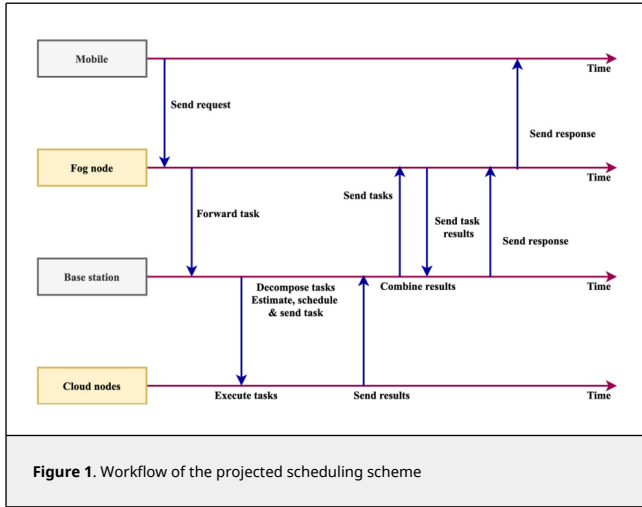 Mobile
Time
Send request
Send response
Fog node
Time
Send tasks
Forward task
Send task
results
Send response
Base station
Time
Decompose tasks
Estimate, schedule
& send task
Combine results
Cloud nodes
Time
Execute tasks
Send results
Figure 1. Workflow of the projected scheduling scheme